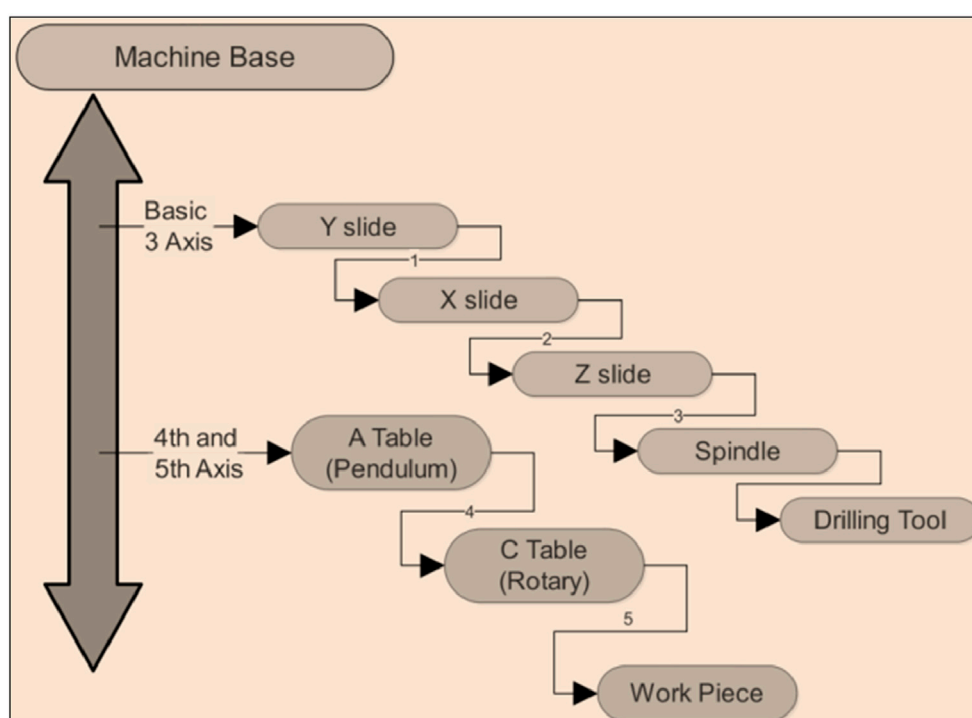 Machine Base
Basic
3 Axis
Y slide
1
X slide
2
Z slide
3
Spindle
Drilling Tool
4th and
5th Axis
A Table
(Pendulum)
4
C Table
(Rotary)
5
Work Piece